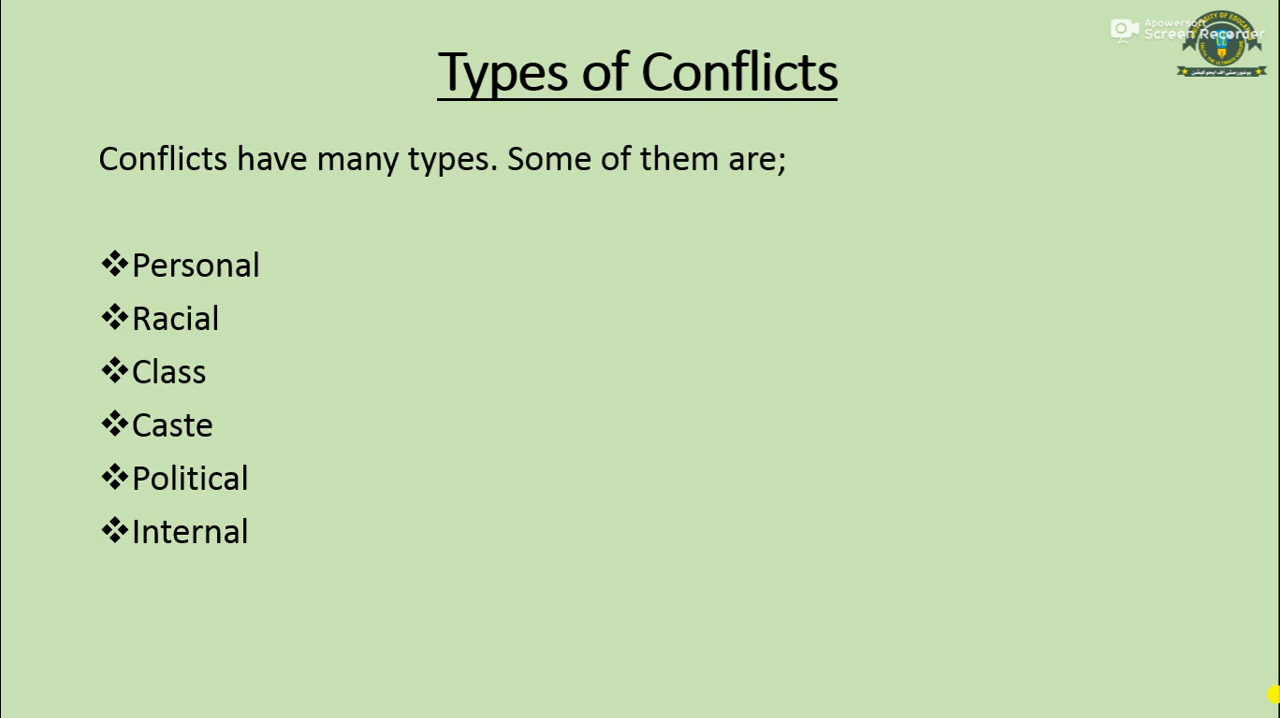 Apowersoft
Screen Recorder
Types of Conflicts
Conflicts have many types. Some of them are;
❖Personal
❖Racial
❖Class
❖Caste
❖Political
❖Internal